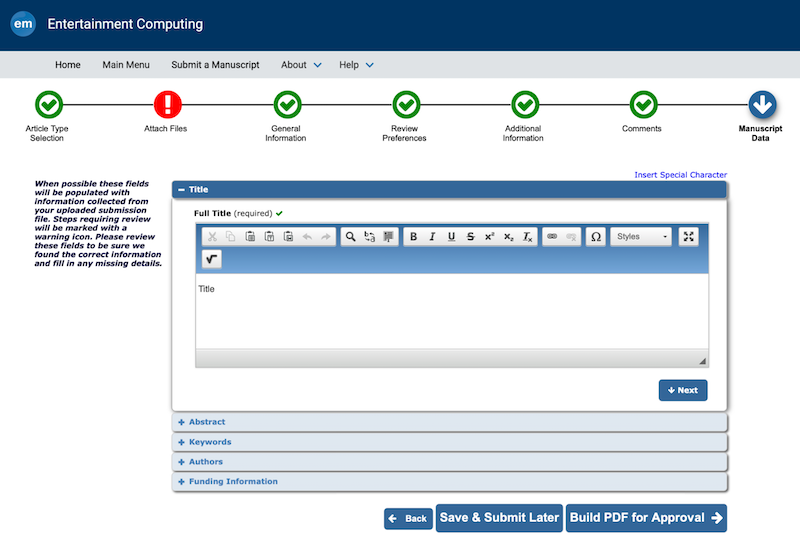 em Entertainment Computing
Home Main Menu Submit a Manuscript About Help
Article Type
Selection
Attach Files
General
Information
Review
Preferences
Additional
Information
Comments
Manuscript
Data
Insert Special Character
When possible these fields
will be populated with
information collected from
your uploaded submission
file. Steps requiring review
will be marked with a
warning icon. Please review
these fields to be sure we
found the correct information
and fill in any missing details.
Title
Full Title (required)
B I U S x² x₂ Tx Ω Styles
Title
Next
Abstract
Keywords
Authors
Funding Information
Back Save & Submit Later Build PDF for Approval